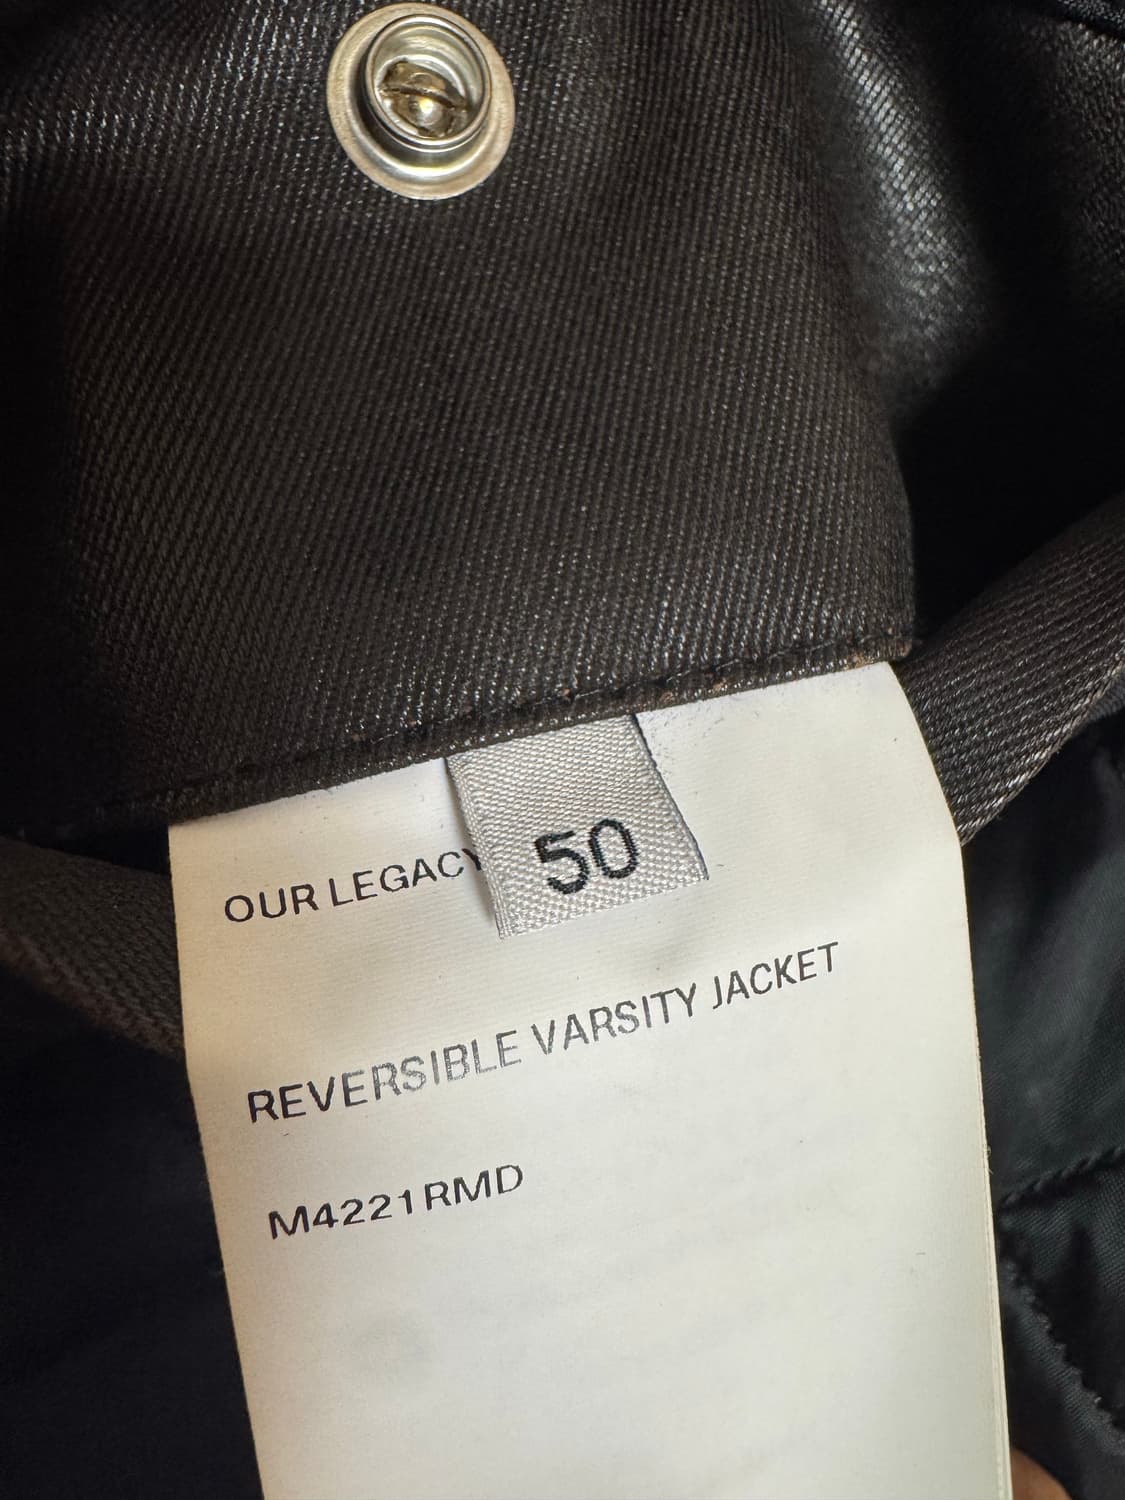 OUR LEGACY
50
REVERSIBLE VARSITY JACKET
M4221RMD